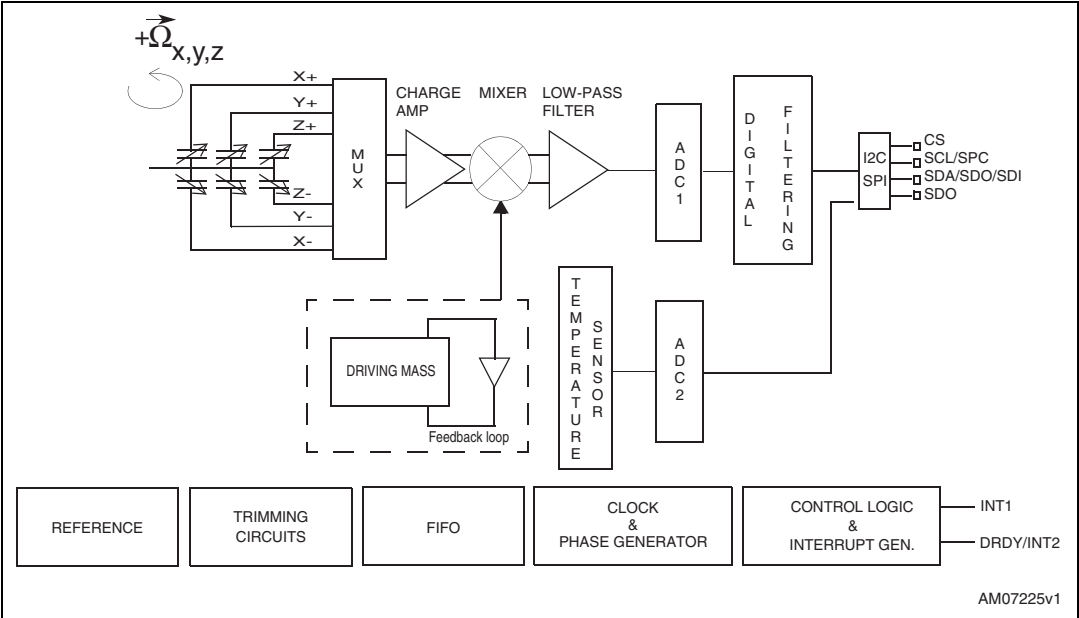 +Ω⃗x,y,z
X+
Y+
Z+
Z-
Y-
X-
MUX
CHARGE
AMP
MIXER
LOW-PASS
FILTER
ADC1
DIGITAL
FILTERING
I2C
SPI
CS
SCL/SPC
SDA/SDO/SDI
SDO
DRIVING MASS
Feedback loop
TEMPERATURE
SENSOR
ADC2
REFERENCE
TRIMMING
CIRCUITS
FIFO
CLOCK
&
PHASE GENERATOR
CONTROL LOGIC
&
INTERRUPT GEN.
INT1
DRDY/INT2
AM07225v1